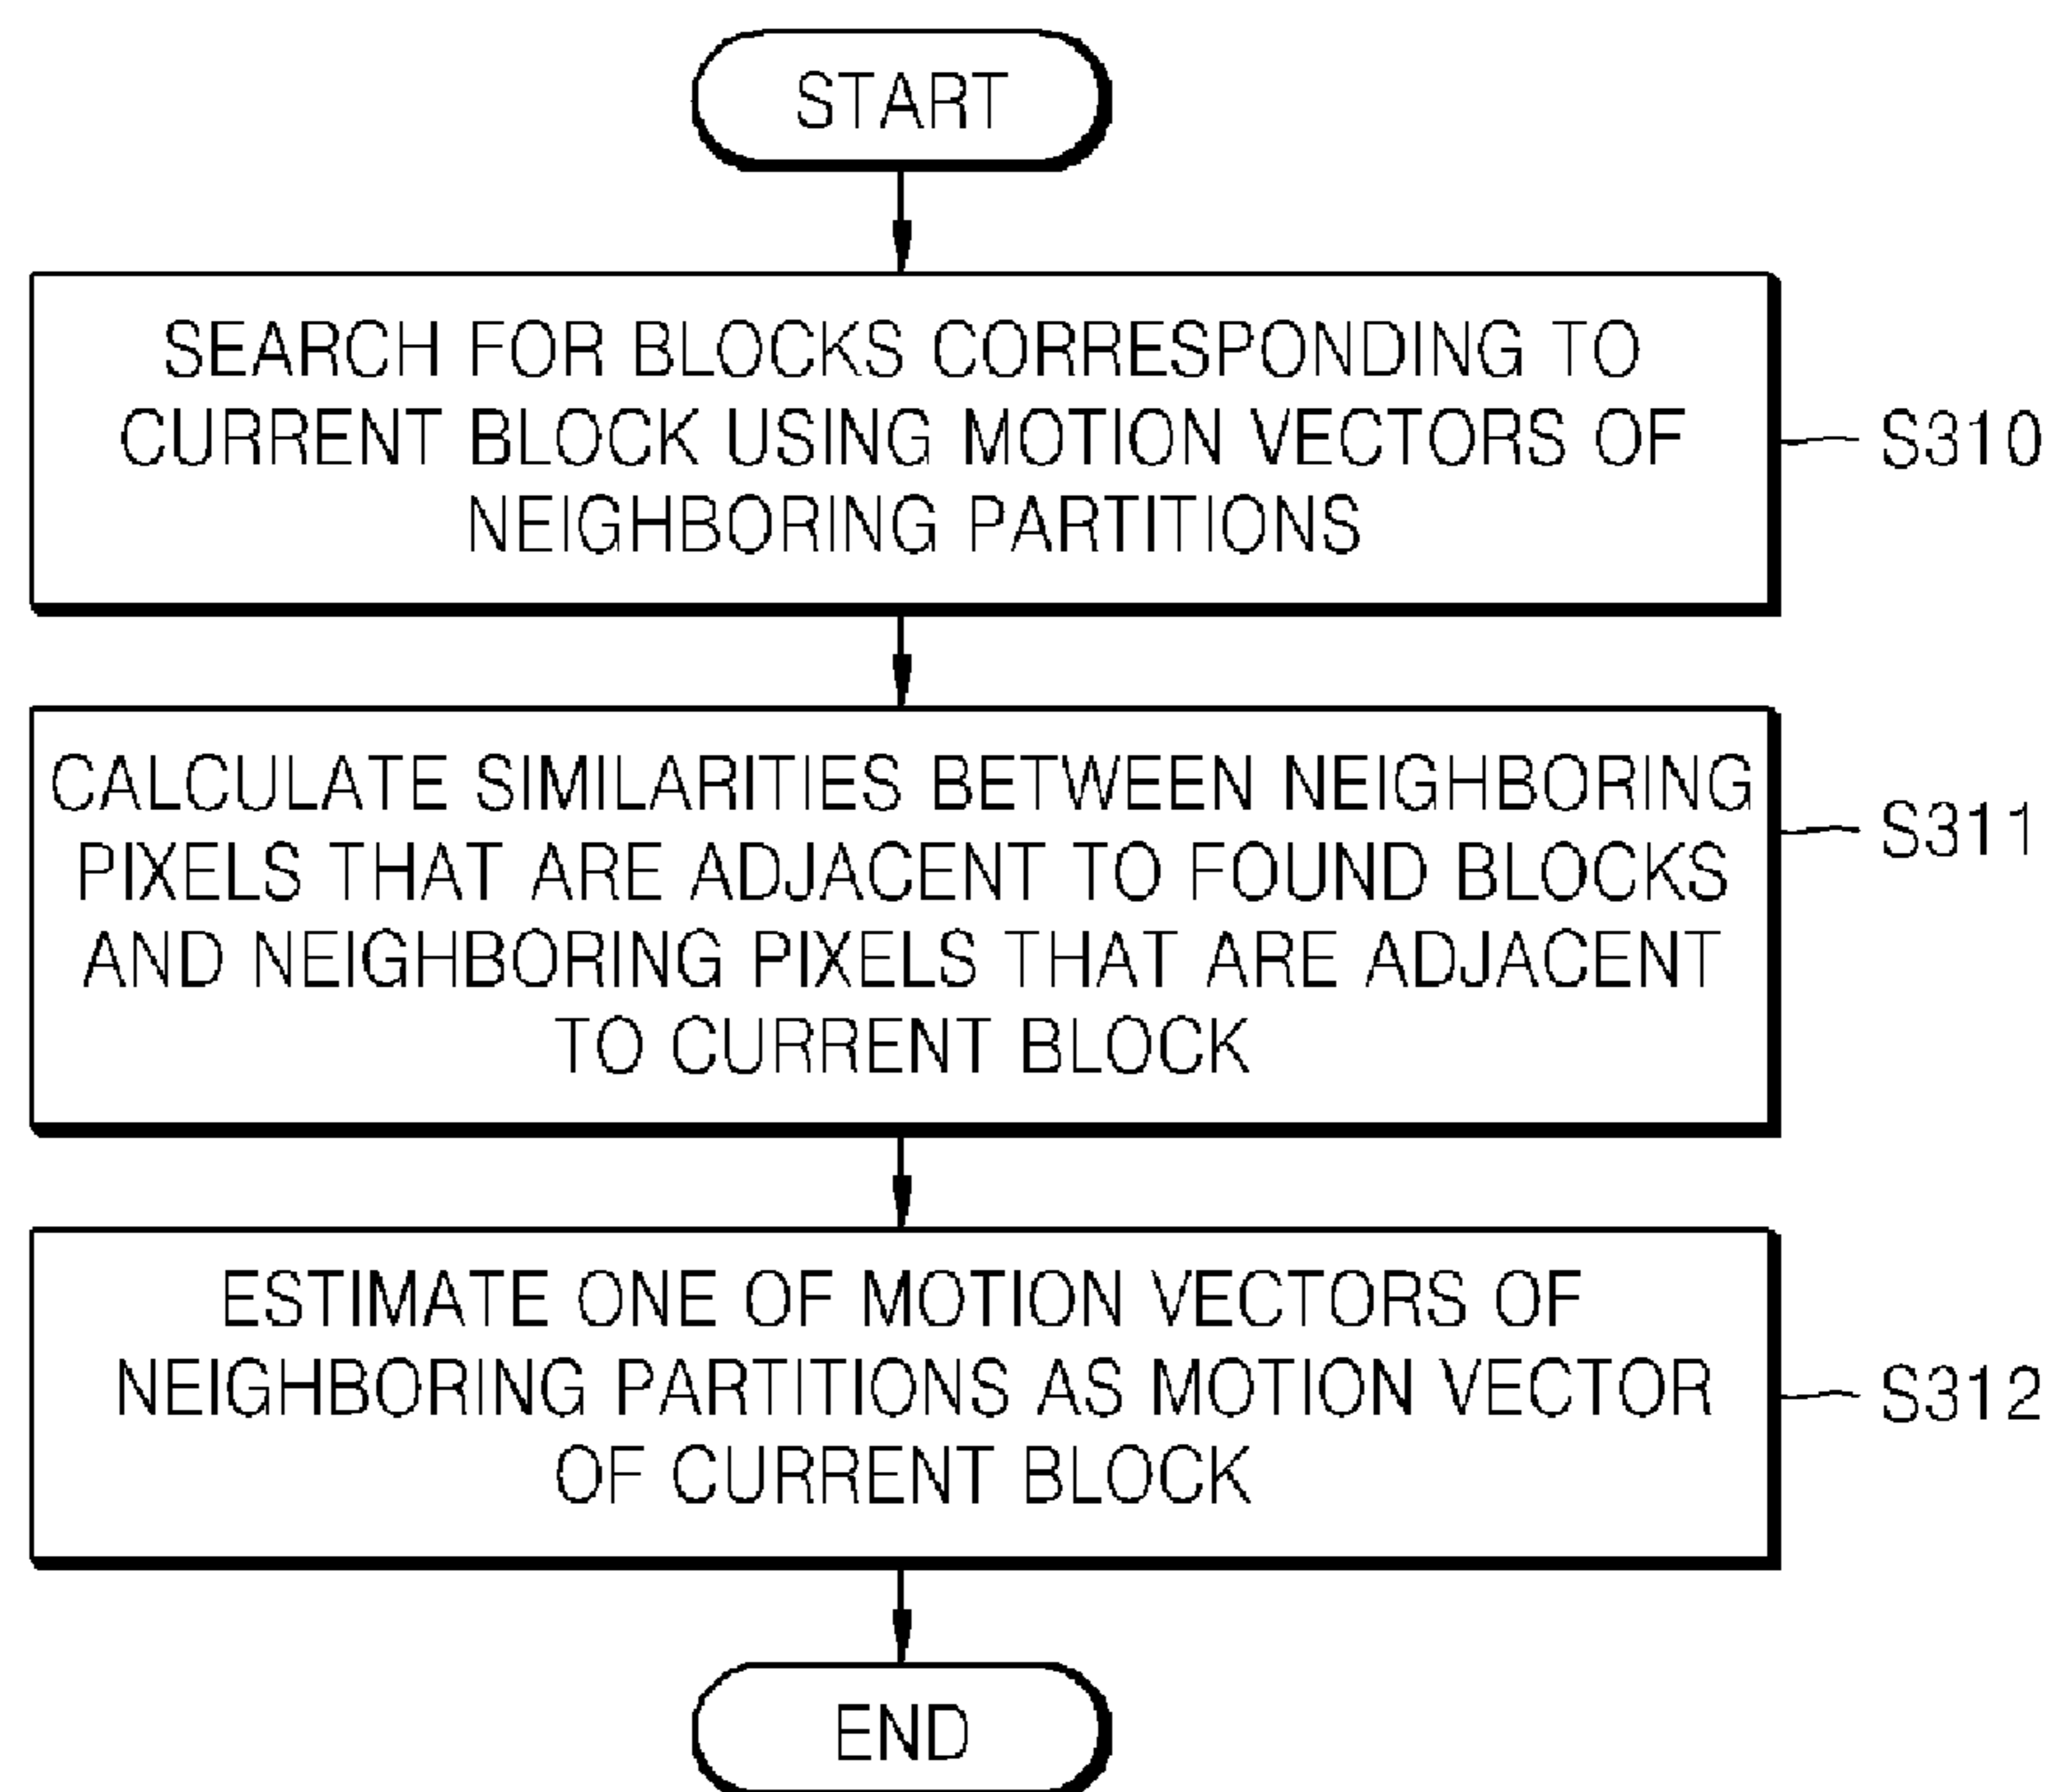 START
SEARCH FOR BLOCKS CORRESPONDING TO
CURRENT BLOCK USING MOTION VECTORS OF
NEIGHBORING PARTITIONS
S310
CALCULATE SIMILARITIES BETWEEN NEIGHBORING
PIXELS THAT ARE ADJACENT TO FOUND BLOCKS
AND NEIGHBORING PIXELS THAT ARE ADJACENT
TO CURRENT BLOCK
S311
ESTIMATE ONE OF MOTION VECTORS OF
NEIGHBORING PARTITIONS AS MOTION VECTOR
OF CURRENT BLOCK
S312
END